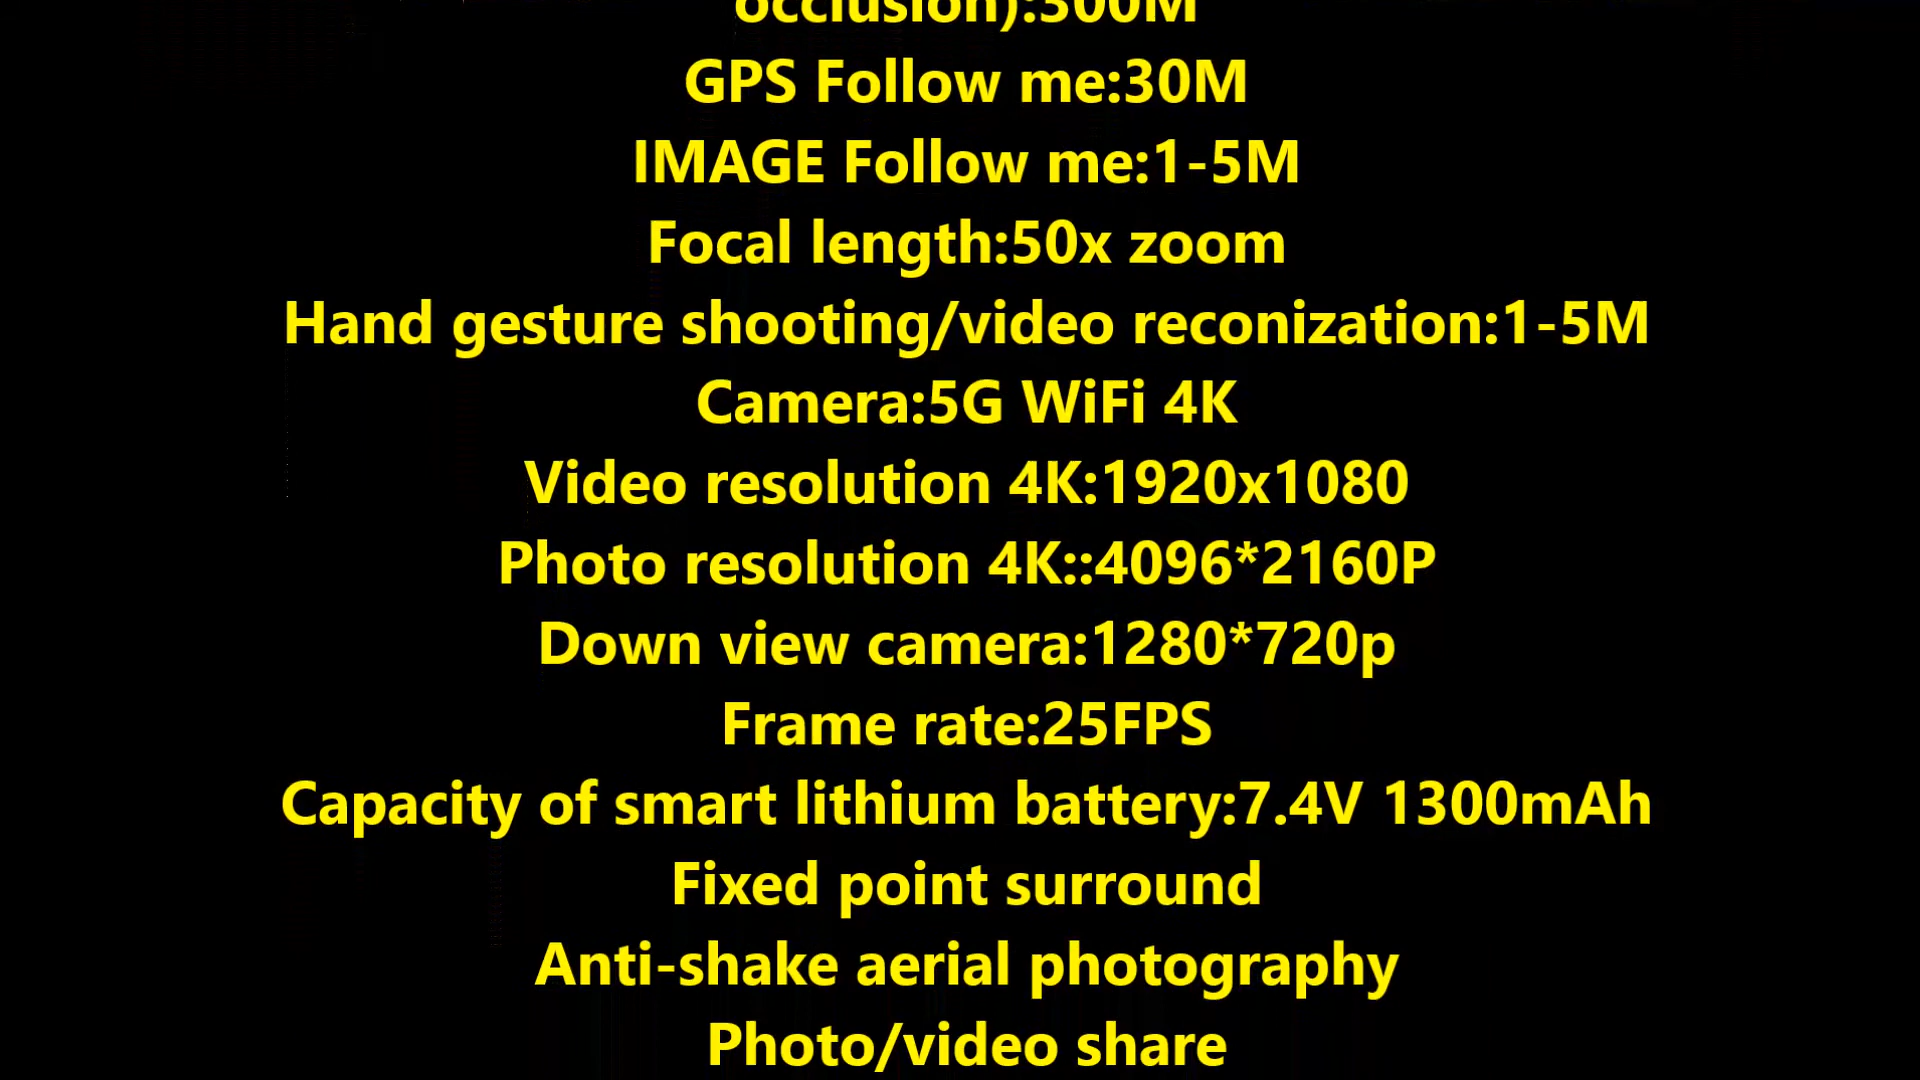 occlusion):300M
GPS Follow me:30M
IMAGE Follow me:1-5M
Focal length:50x zoom
Hand gesture shooting/video reconization:1-5M
Camera:5G WiFi 4K
Video resolution 4K:1920x1080
Photo resolution 4K::4096*2160P
Down view camera:1280*720p
Frame rate:25FPS
Capacity of smart lithium battery:7.4V 1300mAh
Fixed point surround
Anti-shake aerial photography
Photo/video share